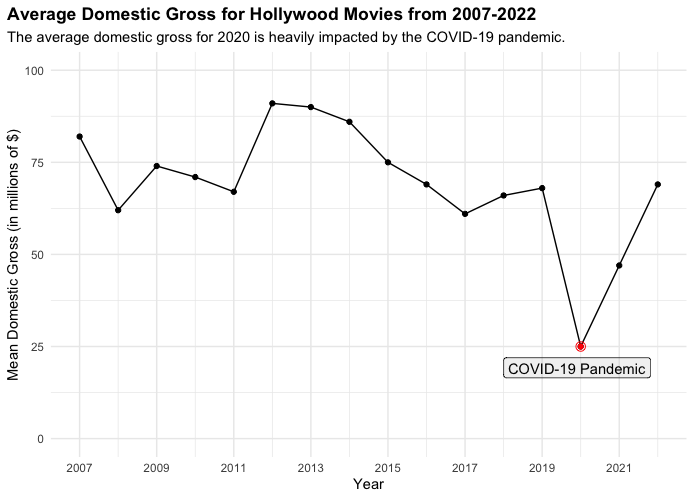 Average Domestic Gross for Hollywood Movies from 2007-2022
The average domestic gross for 2020 is heavily impacted by the COVID-19 pandemic.
100
75
50
25
0
Mean Domestic Gross (in millions of $)
COVID-19 Pandemic
2007 2009 2011 2013 2015 2017 2019 2021
Year